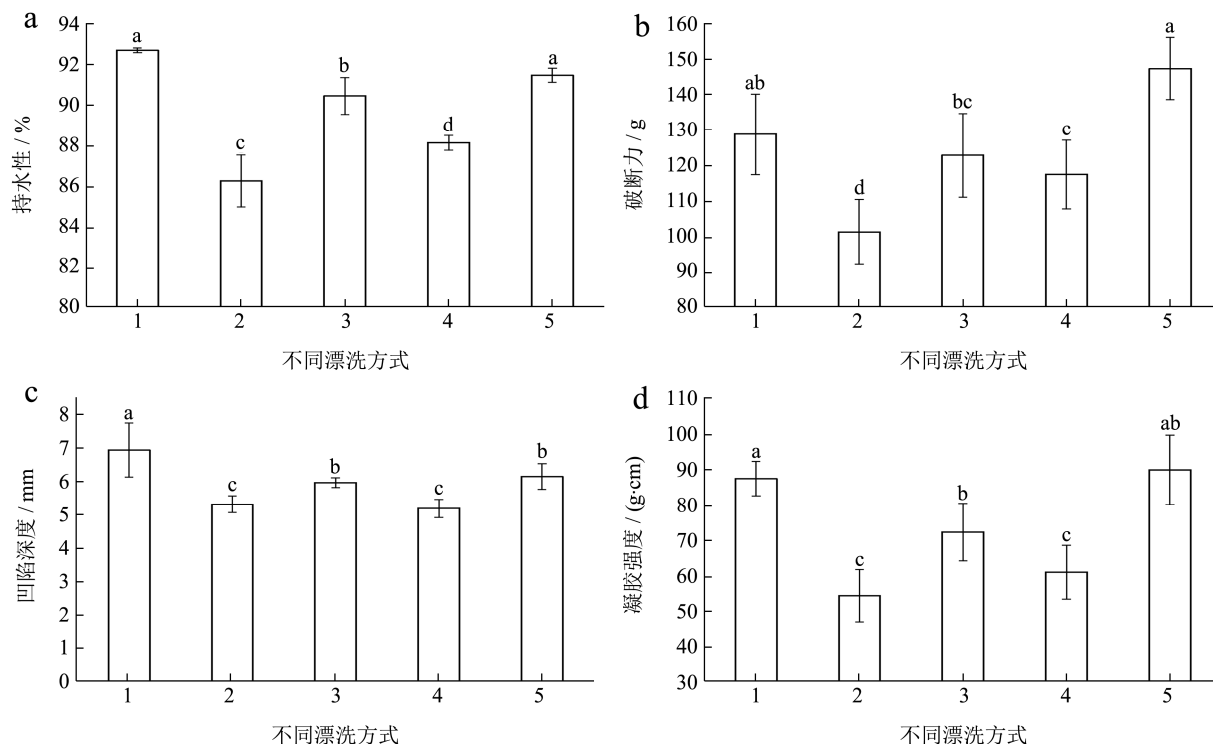 a
持水性 / %
94
92
90
88
86
84
82
80
a
c
b
d
a
1 2 3 4 5
不同漂洗方式
b
破断力 / g
160
150
140
130
120
110
100
90
80
ab
d
bc
c
a
1 2 3 4 5
不同漂洗方式
c
凹陷深度 / mm
8
7
6
5
4
3
2
1
0
a
c
b
c
b
1 2 3 4 5
不同漂洗方式
d
凝胶强度 / (g·cm)
110
100
90
80
70
60
50
40
30
a
c
b
c
ab
1 2 3 4 5
不同漂洗方式